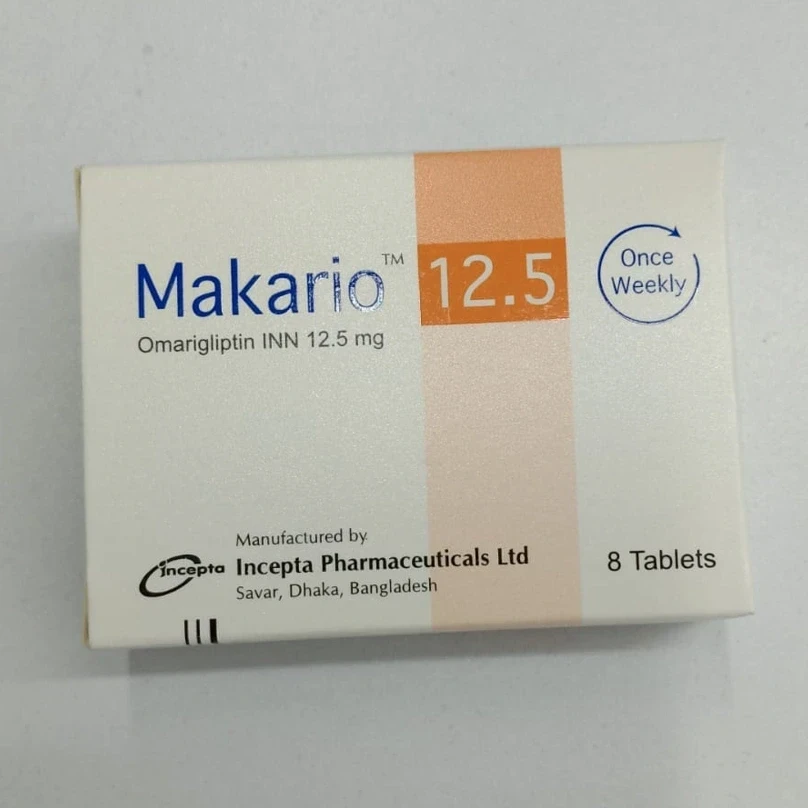 Makario™ 12.5
Omarigliptin INN 12.5 mg
Once
Weekly
Manufactured by
incepta Incepta Pharmaceuticals Ltd
Savar, Dhaka, Bangladesh
8 Tablets